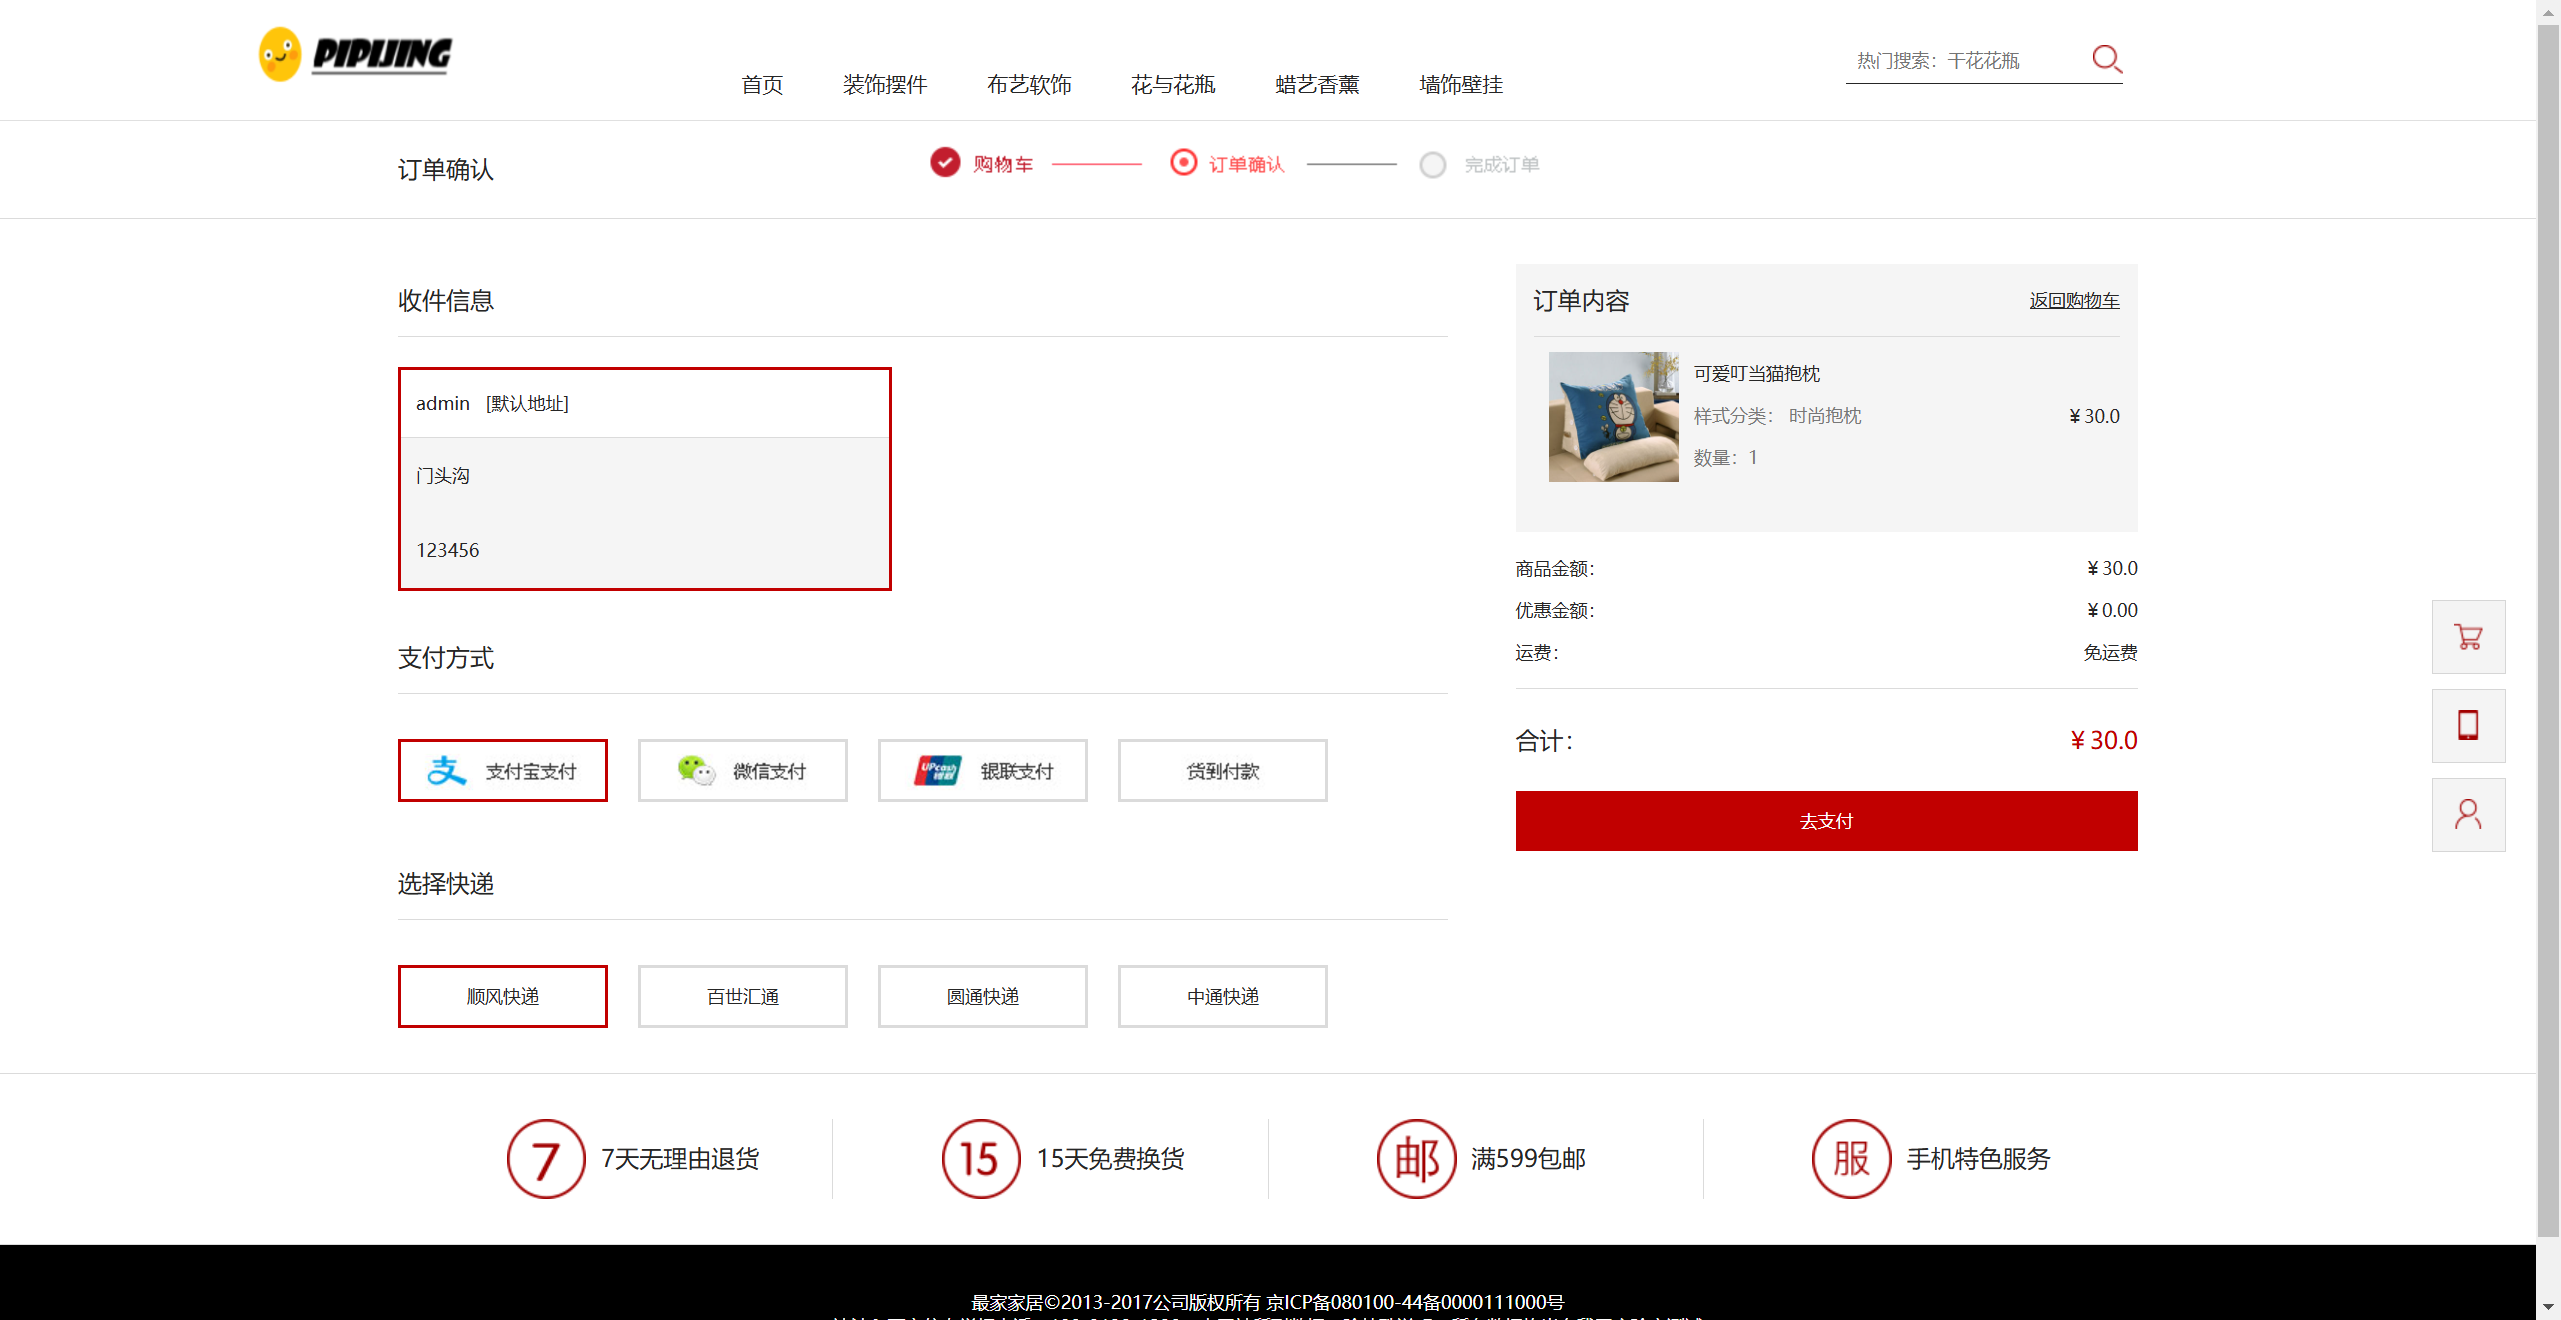 PIPIJING
首页 装饰摆件 布艺软饰 花与花瓶 蜡艺香薰 墙饰壁挂
热门搜索：干花花瓶
订单确认
购物车 订单确认 完成订单
收件信息
admin [默认地址]
门头沟
123456
支付方式
支付宝支付 微信支付 银联支付 货到付款
选择快递
顺风快递 百世汇通 圆通快递 中通快递
订单内容 返回购物车
可爱叮当猫抱枕
样式分类： 时尚抱枕 ¥ 30.0
数量：1
商品金额： ¥ 30.0
优惠金额： ¥ 0.00
运费： 免运费
合计： ¥ 30.0
去支付
7 7天无理由退货
15 15天免费换货
邮 满599包邮
服 手机特色服务
最家家居©2013-2017公司版权所有 京ICP备080100-44备0000111000号